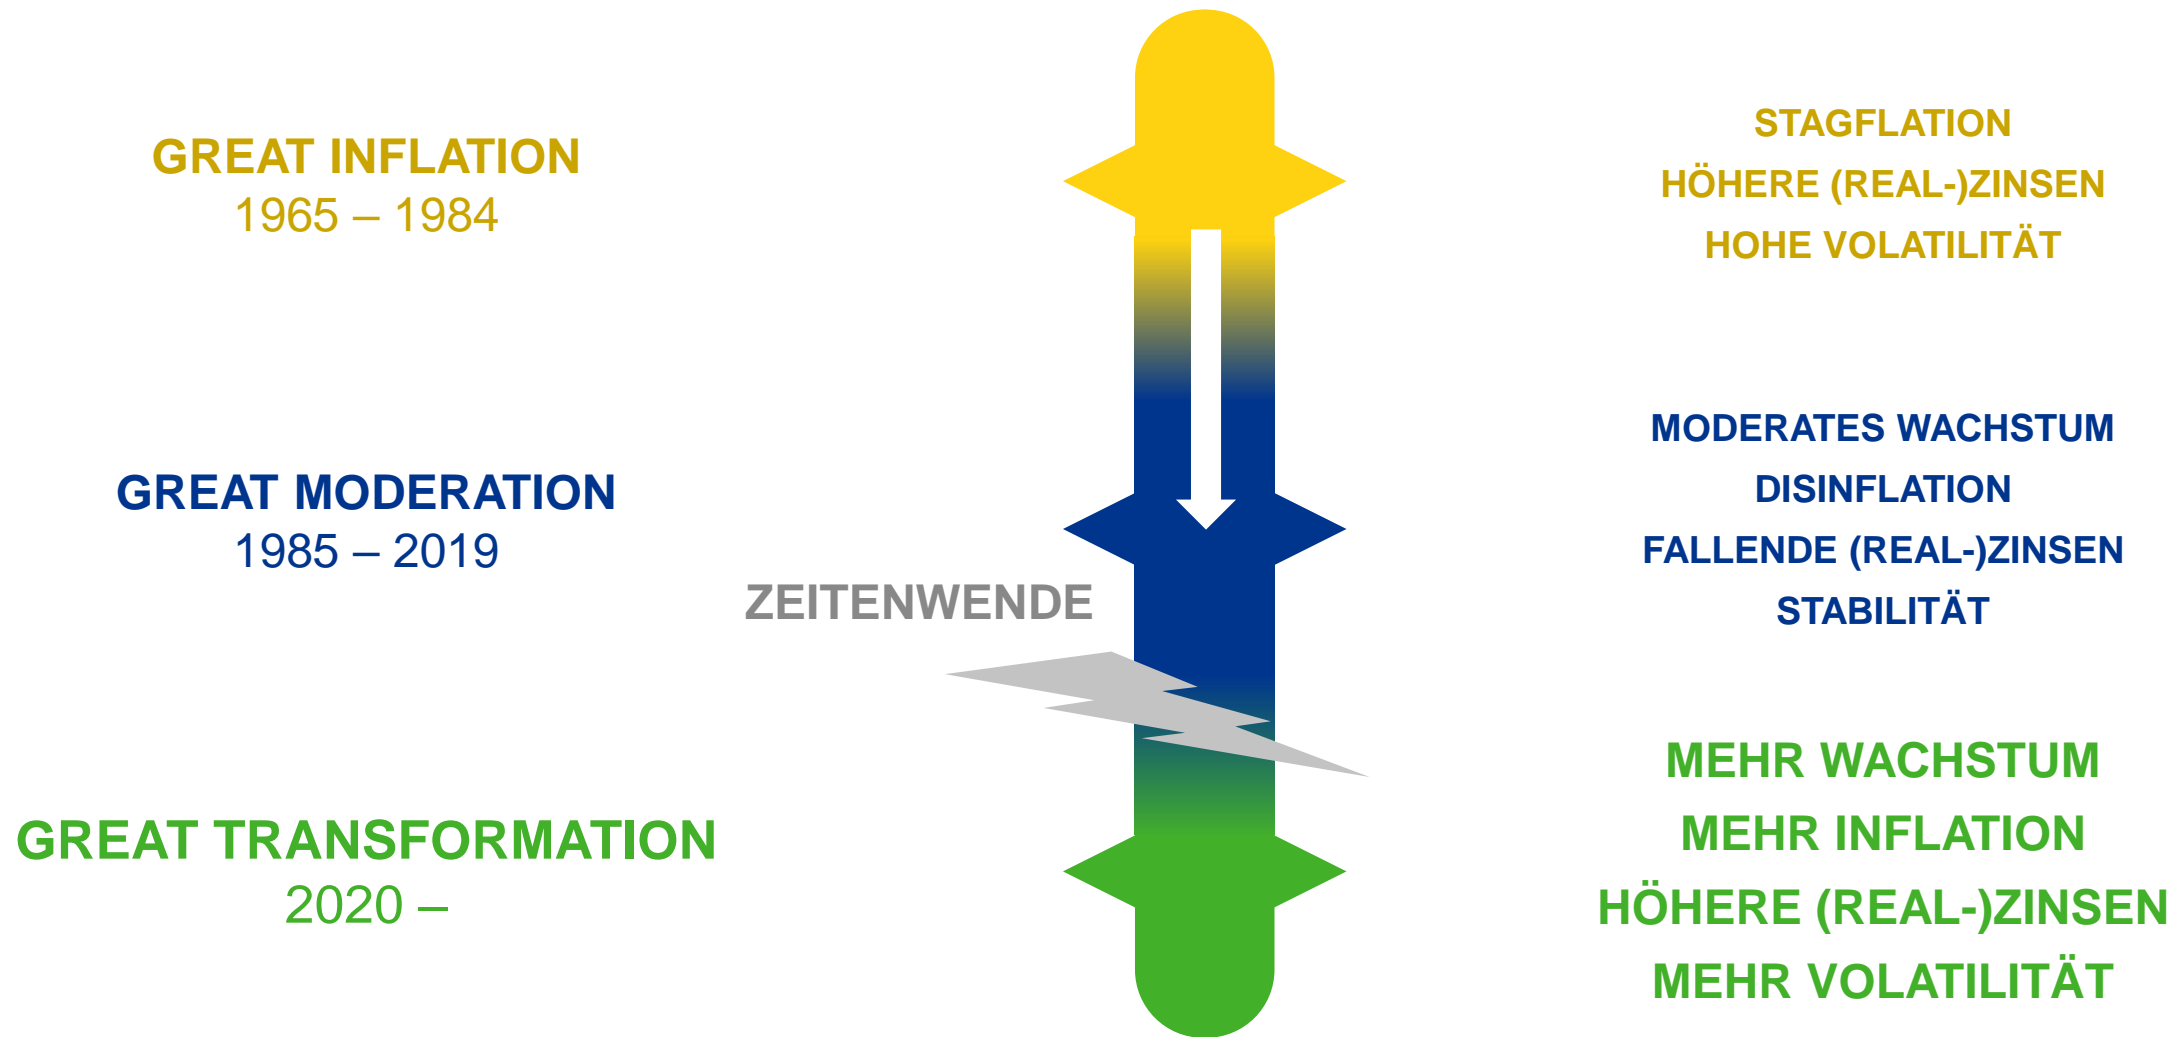 GREAT INFLATION
1965 – 1984
STAGFLATION
HÖHERE (REAL-)ZINSEN
HOHE VOLATILITÄT
GREAT MODERATION
1985 – 2019
MODERATES WACHSTUM
DISINFLATION
FALLENDE (REAL-)ZINSEN
STABILITÄT
ZEITENWENDE
GREAT TRANSFORMATION
2020 –
MEHR WACHSTUM
MEHR INFLATION
HÖHERE (REAL-)ZINSEN
MEHR VOLATILITÄT